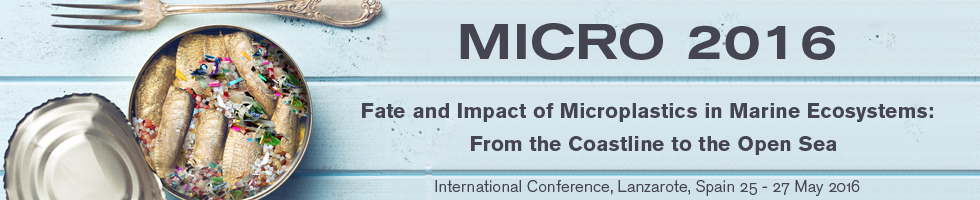 MICRO 2016
Fate and Impact of Microplastics in Marine Ecosystems:
From the Coastline to the Open Sea
International Conference, Lanzarote, Spain 25 - 27 May 2016